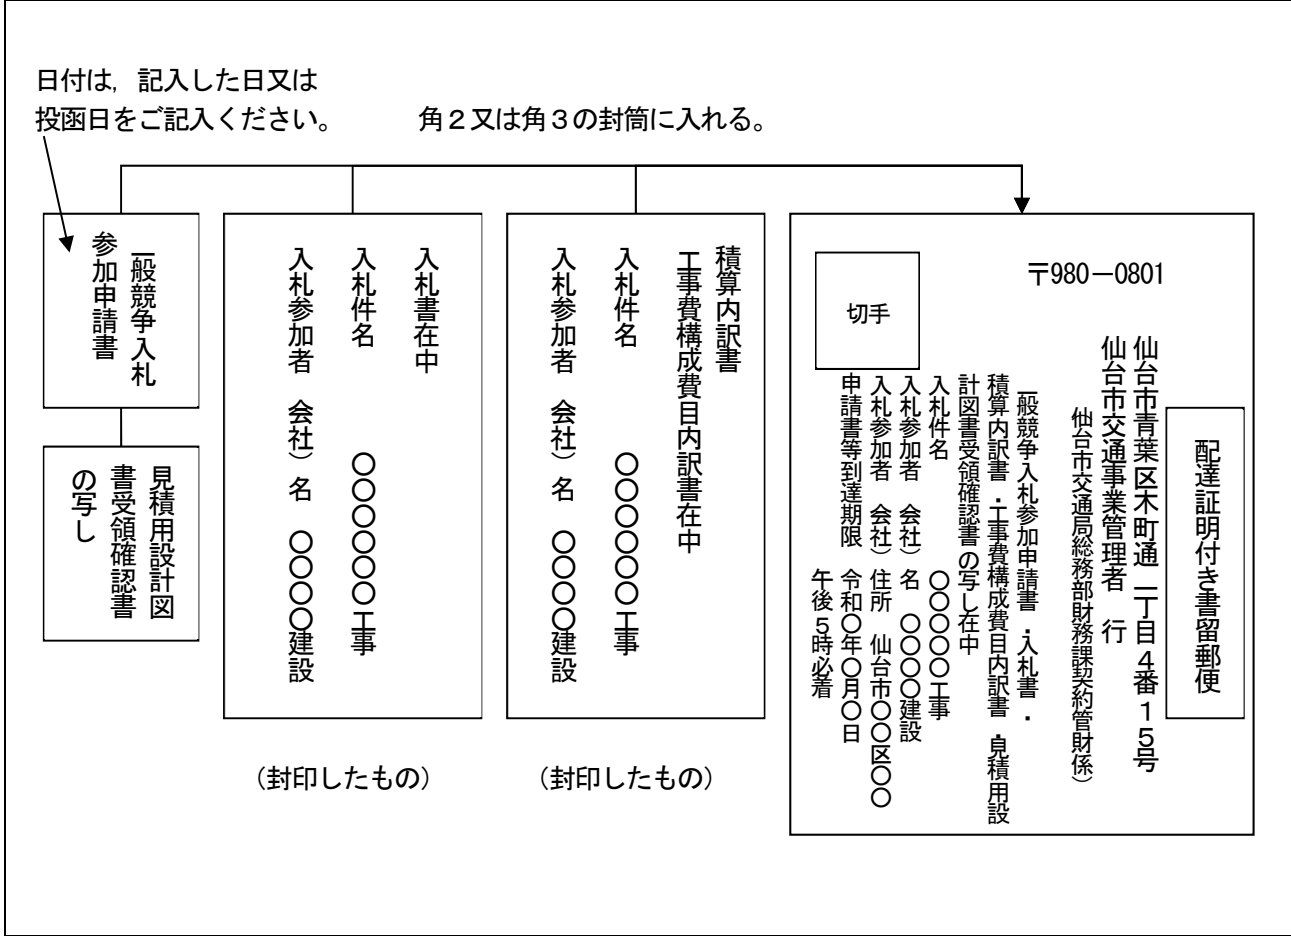 日付は，記入した日又は
投函日をご記入ください。
角２又は角３の封筒に入れる。
一般競争入札
参加申請書
見積用設計図
書受領確認書
の写し
入札書在中
入札件名　〇〇〇〇〇〇工事
入札参加者　会社）名　〇〇〇〇建設
（封印したもの）
積算内訳書
工事費構成費目内訳書在中
入札件名　〇〇〇〇〇〇工事
入札参加者　会社）名　〇〇〇〇建設
（封印したもの）
切手
〒980－0801
配達証明付き書留郵便
仙台市青葉区木町通二丁目４番１５号
仙台市交通事業管理者　行
仙台市交通局総務部財務課契約管財係）
一般競争入札参加申請書・入札書・
積算内訳書・工事費構成費目内訳書・見積用設
計図書受領確認書の写し在中
入札件名　〇〇〇〇〇工事
入札参加者　会社）名　〇〇〇〇建設
入札参加者　会社）住所　仙台市〇〇区〇〇
申請書等到達期限　令和〇年〇月〇日
午後５時必着